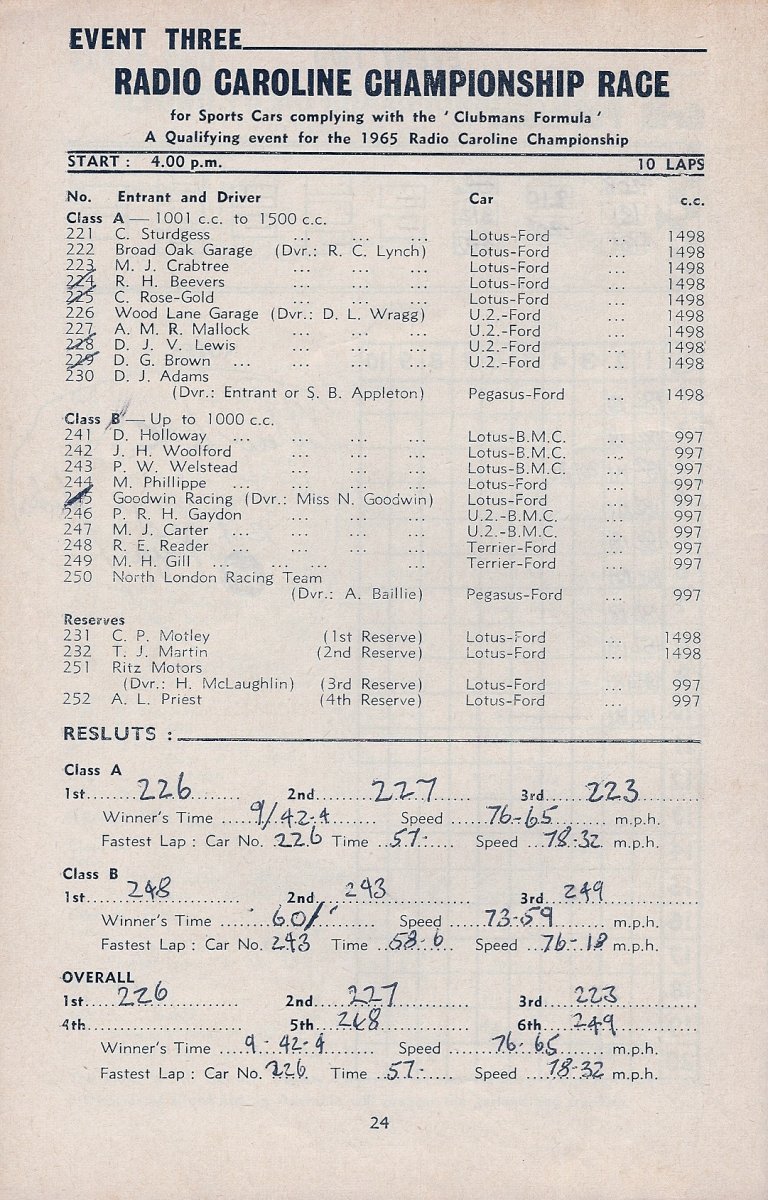 EVENT THREE
RADIO CAROLINE CHAMPIONSHIP RACE
for Sports Cars complying with the ' Clubmans Formula '
A Qualifying event for the 1965 Radio Caroline Championship
START : 4.00 p.m. 10 LAPS
No. Entrant and Driver Car c.c.
Class A — 1001 c.c. to 1500 c.c.
221 C. Sturdgess ... ... ... Lotus-Ford ... 1498
222 Broad Oak Garage (Dvr.: R. C. Lynch) Lotus-Ford ... 1498
223 M. J. Crabtree ... ... ... Lotus-Ford ... 1498
224 R. H. Beevers ... ... ... Lotus-Ford ... 1498
225 C. Rose-Gold ... ... ... Lotus-Ford ... 1498
226 Wood Lane Garage (Dvr.: D. L. Wragg) U.2.-Ford ... 1498
227 A. M. R. Mallock ... ... ... U.2.-Ford ... 1498
228 D. J. V. Lewis ... ... ... U.2.-Ford ... 1498
229 D. G. Brown ... ... ... ... U.2.-Ford ... 1498
230 D. J. Adams
(Dvr.: Entrant or S. B. Appleton) Pegasus-Ford ... 1498
Class B — Up to 1000 c.c.
241 D. Holloway ... ... ... ... Lotus-B.M.C. ... 997
242 J. H. Woolford ... ... ... Lotus-B.M.C. ... 997
243 P. W. Welstead ... ... ... Lotus-B.M.C. ... 997
244 M. Phillippe ... ... ... ... Lotus-Ford ... 997
245 Goodwin Racing (Dvr.: Miss N. Goodwin) Lotus-Ford ... 997
246 P. R. H. Gaydon ... ... ... U.2.-B.M.C. ... 997
247 M. J. Carter ... ... ... ... U.2.-B.M.C. ... 997
248 R. E. Reader ... ... ... ... Terrier-Ford ... 997
249 M. H. Gill ... ... ... ... Terrier-Ford ... 997
250 North London Racing Team
(Dvr.: A. Baillie) Pegasus-Ford ... 997
Reserves
231 C. P. Motley (1st Reserve) Lotus-Ford ... 1498
232 T. J. Martin (2nd Reserve) Lotus-Ford ... 1498
251 Ritz Motors
(Dvr.: H. McLaughlin) (3rd Reserve) Lotus-Ford ... 997
252 A. L. Priest (4th Reserve) Lotus-Ford ... 997
RESLUTS :
Class A
1st 226 2nd 227 3rd 223
Winner's Time 9/42-4 Speed 76-65 m.p.h.
Fastest Lap : Car No. 226 Time 57- Speed 78-32 m.p.h.
Class B
1st 248 2nd 243 3rd 249
Winner's Time Speed 73-59 m.p.h.
Fastest Lap : Car No. 243 Time 58-6 Speed 76-18 m.p.h.
OVERALL
1st 226 2nd 227 3rd 223
4th 5th 248 6th 249
Winner's Time 9-42-4 Speed 76-65 m.p.h.
Fastest Lap : Car No. 226 Time 57- Speed 78-32 m.p.h.
24